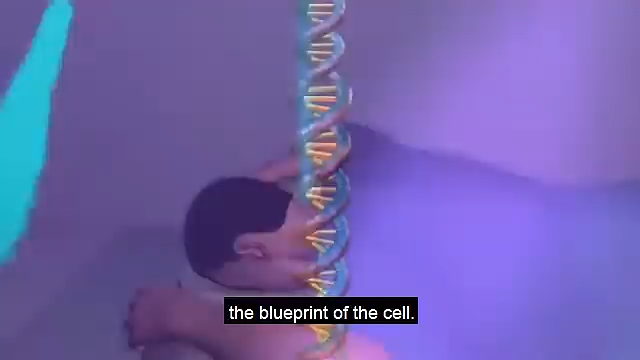 the blueprint of the cell.